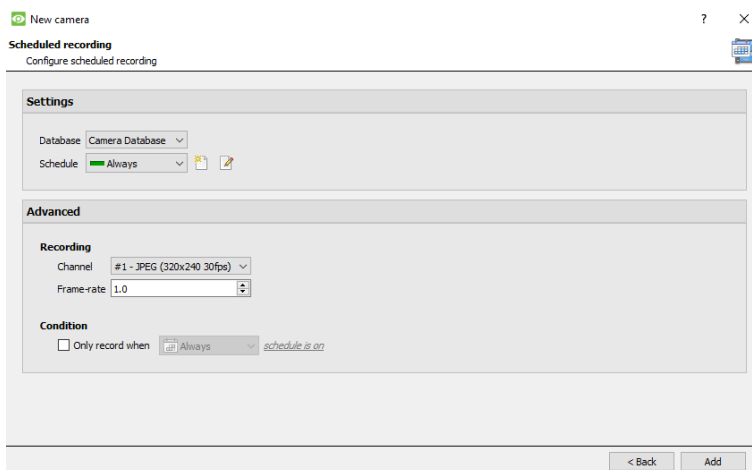 New camera
?
Scheduled recording
Configure scheduled recording
Settings
Database Camera Database
Schedule Always
Advanced
Recording
Channel #1 - JPEG (320x240 30fps)
Frame-rate 1.0
Condition
Only record when Always schedule is on
< Back Add